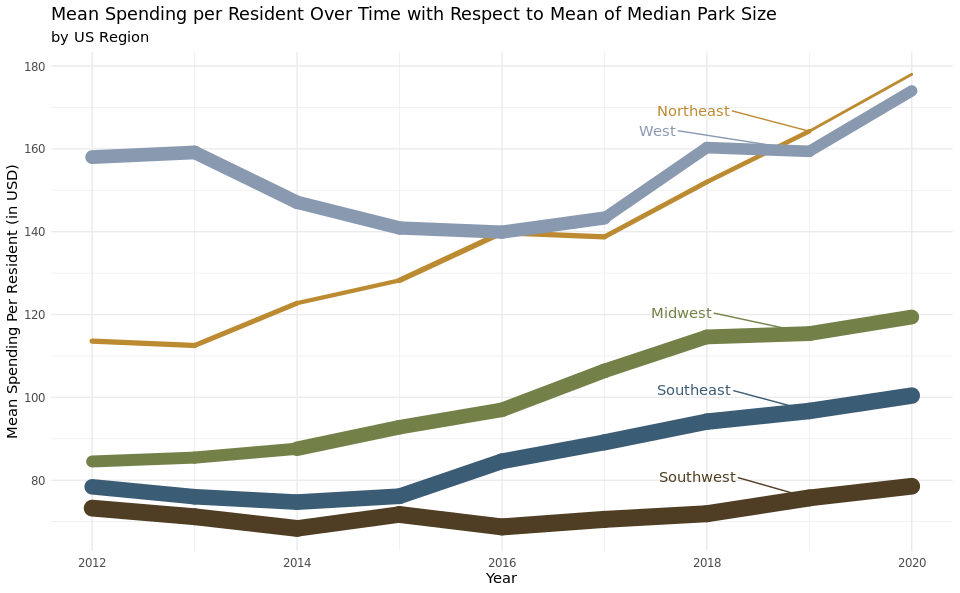 Mean Spending per Resident Over Time with Respect to Mean of Median Park Size
by US Region
Mean Spending Per Resident (in USD)
180
160
140
120
100
80
Northeast
West
Midwest
Southeast
Southwest
2012
2014
2016
2018
2020
Year